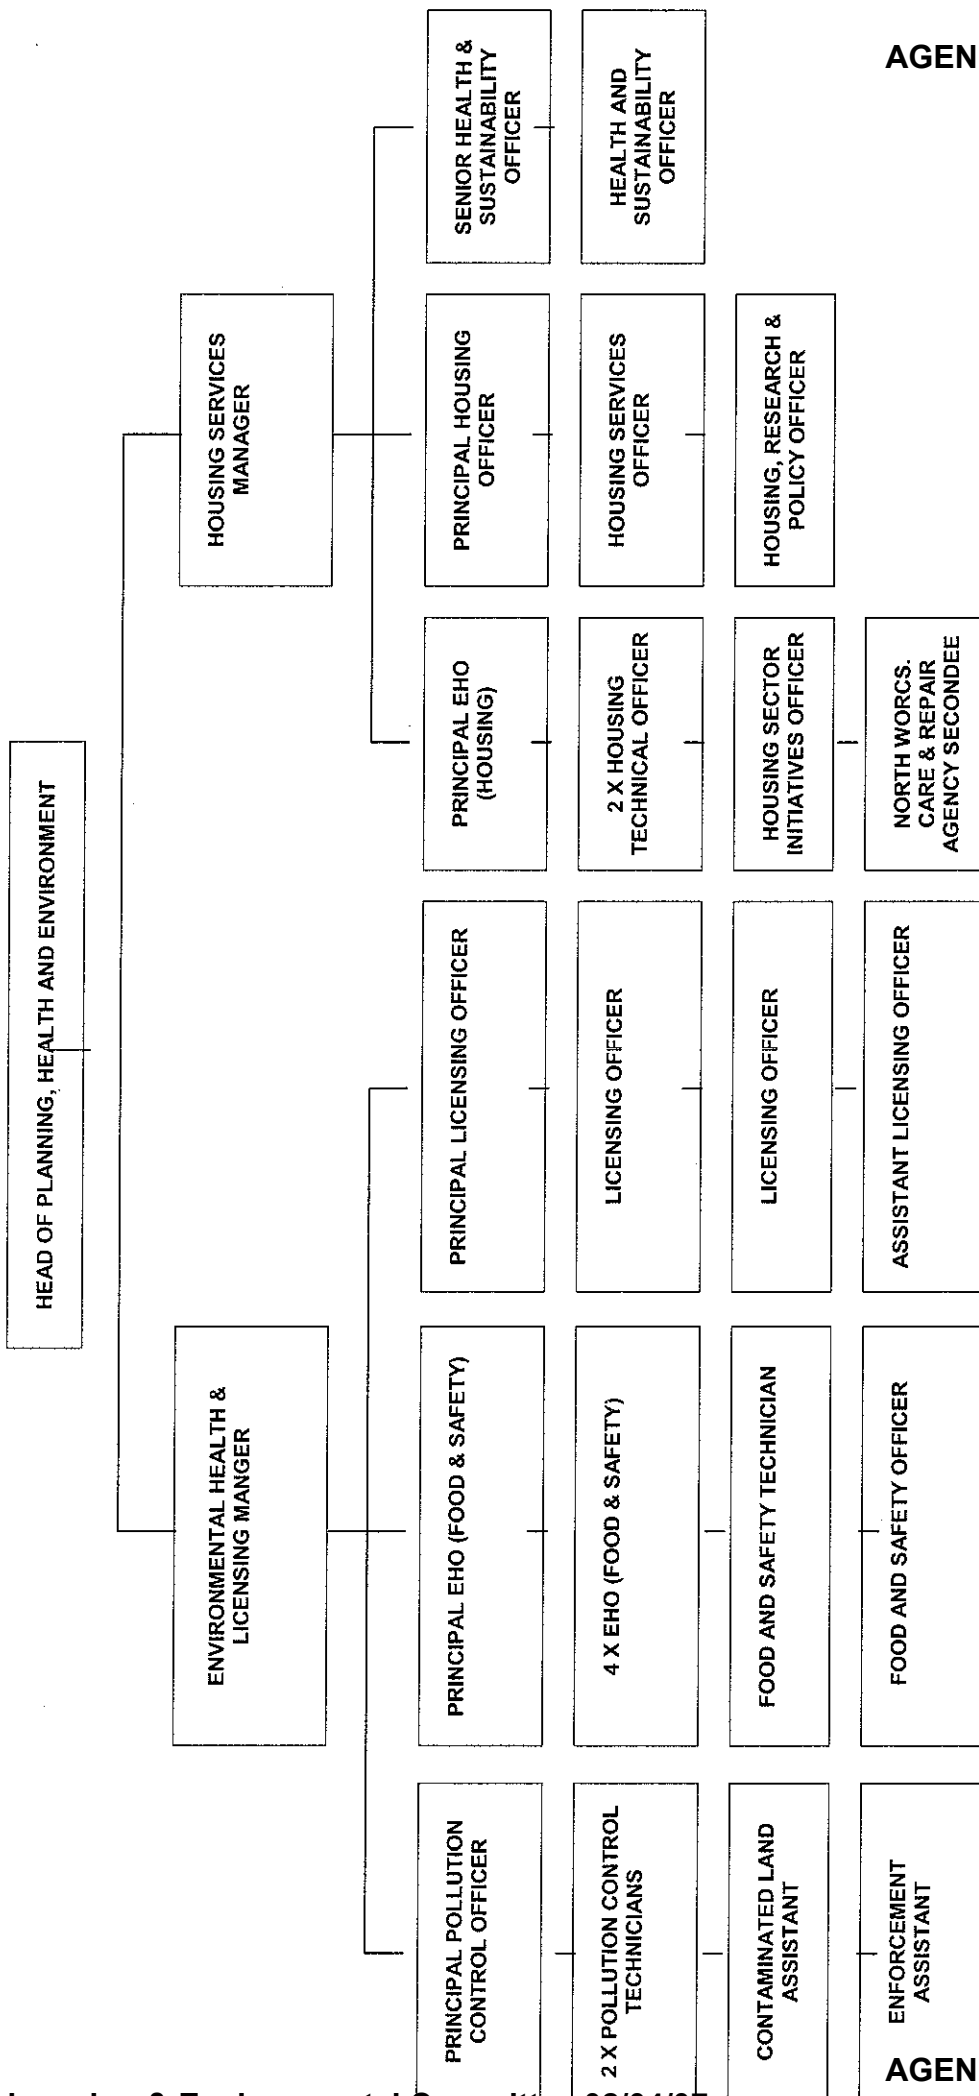 AGEN
HEAD OF PLANNING, HEALTH AND ENVIRONMENT
ENVIRONMENTAL HEALTH &
LICENSING MANGER
HOUSING SERVICES
MANAGER
PRINCIPAL POLLUTION
CONTROL OFFICER
PRINCIPAL EHO (FOOD & SAFETY)
PRINCIPAL LICENSING OFFICER
PRINCIPAL EHO
(HOUSING)
PRINCIPAL HOUSING
OFFICER
SENIOR HEALTH &
SUSTAINABILITY
OFFICER
2 X POLLUTION CONTROL
TECHNICIANS
4 X EHO (FOOD & SAFETY)
LICENSING OFFICER
2 X HOUSING
TECHNICAL OFFICER
HOUSING SERVICES
OFFICER
HEALTH AND
SUSTAINABILITY
OFFICER
CONTAMINATED LAND
ASSISTANT
FOOD AND SAFETY TECHNICIAN
LICENSING OFFICER
HOUSING SECTOR
INITIATIVES OFFICER
HOUSING, RESEARCH &
POLICY OFFICER
ENFORCEMENT
ASSISTANT
FOOD AND SAFETY OFFICER
ASSISTANT LICENSING OFFICER
NORTH WORCS.
CARE & REPAIR
AGENCY SECONDEE
AGEN